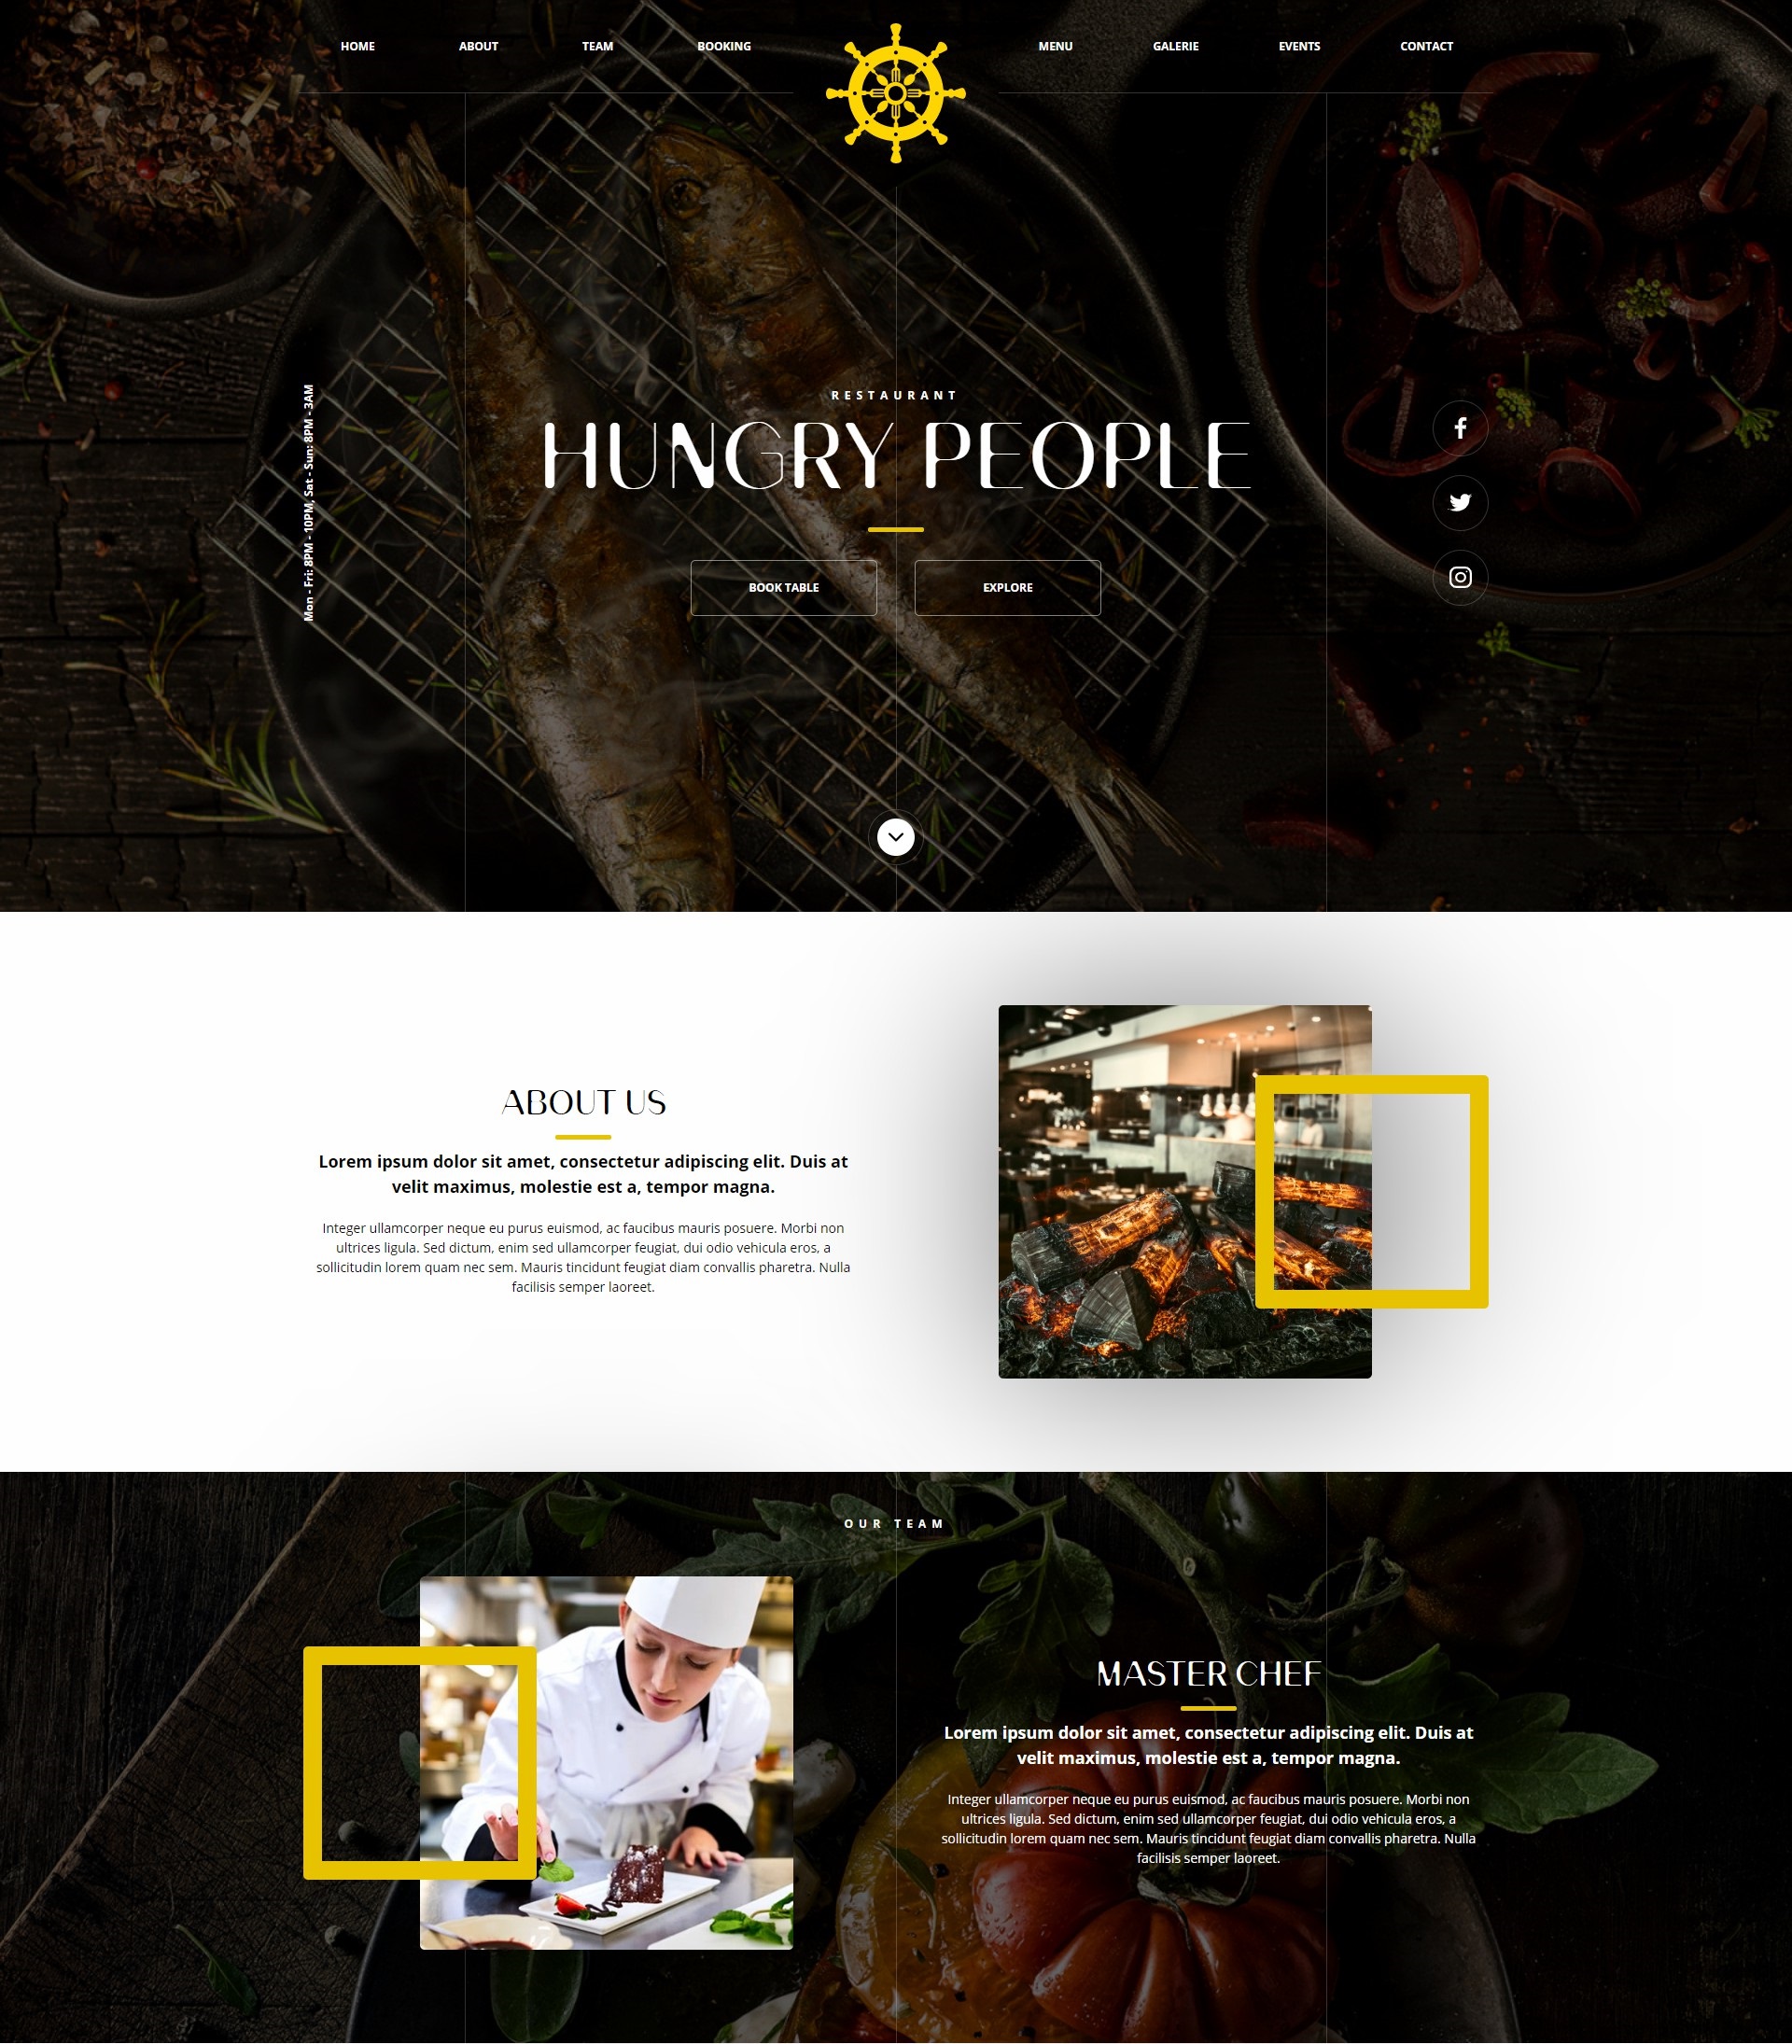 HOME
ABOUT
TEAM
BOOKING
MENU
GALERIE
EVENTS
CONTACT
Mon - Fri: 8PM - 10PM, Sat - Sun: 8PM - 3AM
RESTAURANT
HUNGRY PEOPLE
BOOK TABLE
EXPLORE
ABOUT US
Lorem ipsum dolor sit amet, consectetur adipiscing elit. Duis at
velit maximus, molestie est a, tempor magna.
Integer ullamcorper neque eu purus euismod, ac faucibus mauris posuere. Morbi non
ultrices ligula. Sed dictum, enim sed ullamcorper feugiat, dui odio vehicula eros, a
sollicitudin lorem quam nec sem. Mauris tincidunt feugiat diam convallis pharetra. Nulla
facilisis semper laoreet.
OUR TEAM
MASTER CHEF
Lorem ipsum dolor sit amet, consectetur adipiscing elit. Duis at
velit maximus, molestie est a, tempor magna.
Integer ullamcorper neque eu purus euismod, ac faucibus mauris posuere. Morbi non
ultrices ligula. Sed dictum, enim sed ullamcorper feugiat, dui odio vehicula eros, a
sollicitudin lorem quam nec sem. Mauris tincidunt feugiat diam convallis pharetra. Nulla
facilisis semper laoreet.